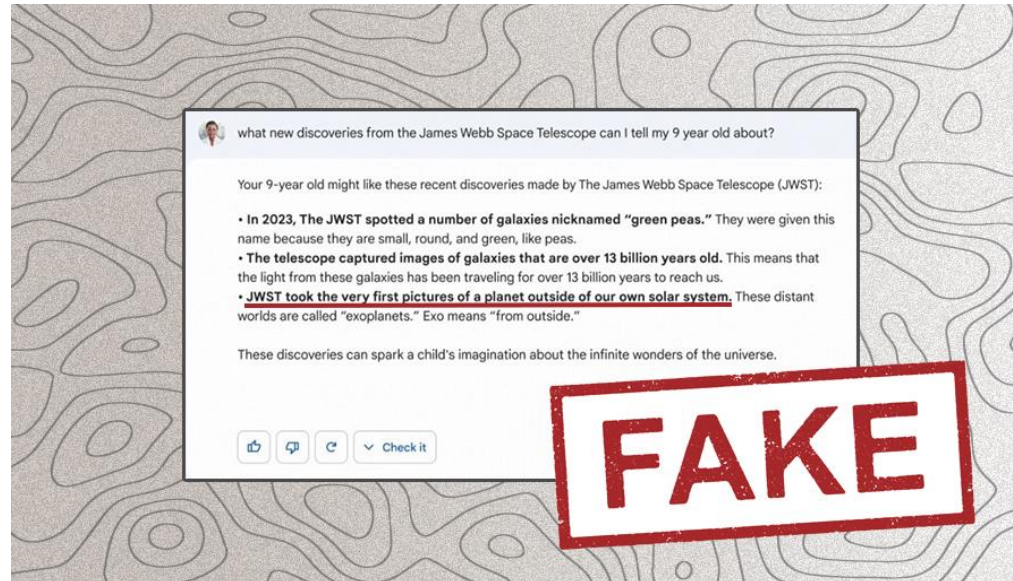 what new discoveries from the James Webb Space Telescope can I tell my 9 year old about?
Your 9-year old might like these recent discoveries made by The James Webb Space Telescope (JWST):
• In 2023, The JWST spotted a number of galaxies nicknamed “green peas.” They were given this
name because they are small, round, and green, like peas.
• The telescope captured images of galaxies that are over 13 billion years old. This means that
the light from these galaxies has been traveling for over 13 billion years to reach us.
• JWST took the very first pictures of a planet outside of our own solar system. These distant
worlds are called “exoplanets.” Exo means “from outside.”
These discoveries can spark a child's imagination about the infinite wonders of the universe.
Check it
FAKE